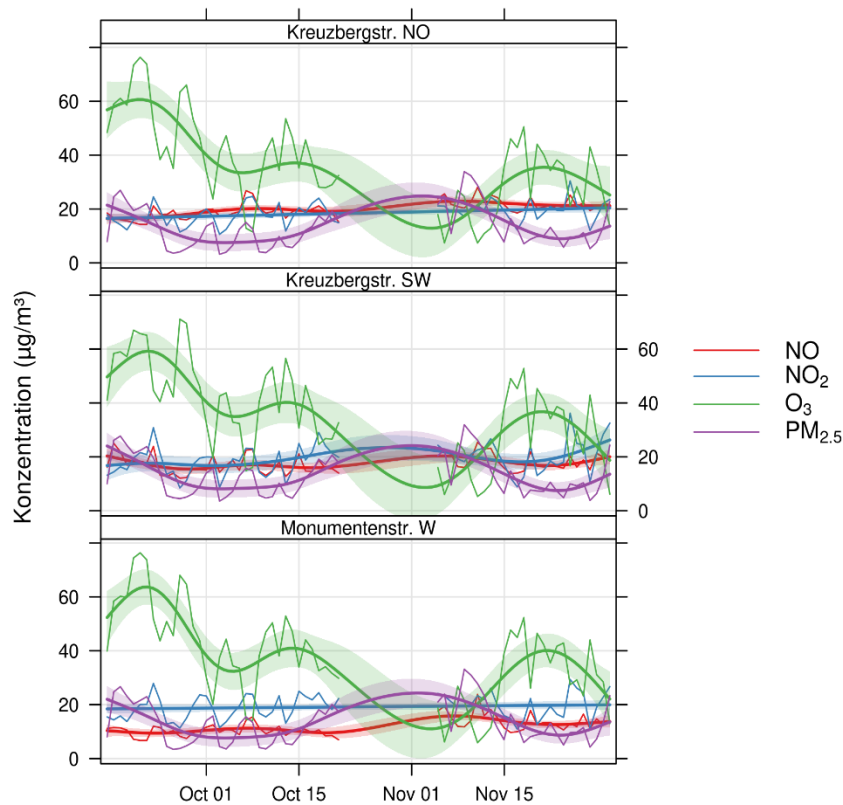 Kreuzbergstr. NO
60
40
20
0
Kreuzbergstr. SW
60
40
20
0
Monumentenstr. W
60
40
20
0
Oct 01 Oct 15 Nov 01 Nov 15
Konzentration (µg/m³)
NO
NO₂
O₃
PM₂.₅